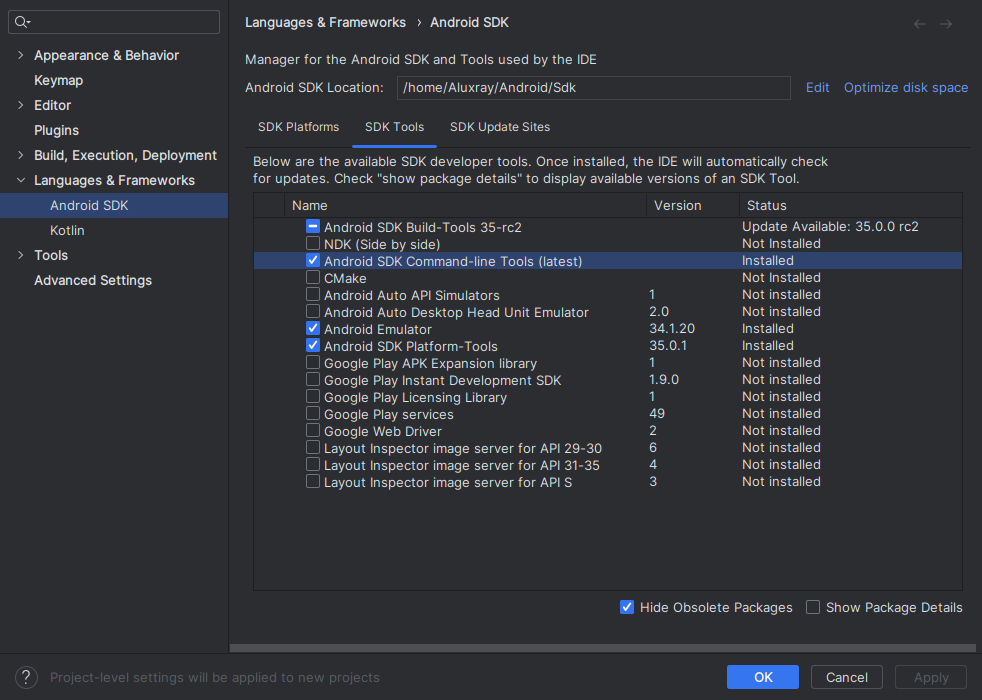 Languages & Frameworks › Android SDK
Appearance & Behavior
Keymap
Editor
Plugins
Build, Execution, Deployment
Languages & Frameworks
Android SDK
Kotlin
Tools
Advanced Settings
Manager for the Android SDK and Tools used by the IDE
Android SDK Location: /home/Aluxray/Android/Sdk Edit Optimize disk space
SDK Platforms SDK Tools SDK Update Sites
Below are the available SDK developer tools. Once installed, the IDE will automatically check
for updates. Check "show package details" to display available versions of an SDK Tool.
Name Version Status
Android SDK Build-Tools 35-rc2 Update Available: 35.0.0 rc2
NDK (Side by side) Not Installed
Android SDK Command-line Tools (latest) Installed
CMake Not Installed
Android Auto API Simulators 1 Not installed
Android Auto Desktop Head Unit Emulator 2.0 Not installed
Android Emulator 34.1.20 Installed
Android SDK Platform-Tools 35.0.1 Installed
Google Play APK Expansion library 1 Not installed
Google Play Instant Development SDK 1.9.0 Not installed
Google Play Licensing Library 1 Not installed
Google Play services 49 Not installed
Google Web Driver 2 Not installed
Layout Inspector image server for API 29-30 6 Not installed
Layout Inspector image server for API 31-35 4 Not installed
Layout Inspector image server for API S 3 Not installed
Hide Obsolete Packages Show Package Details
? Project-level settings will be applied to new projects OK Cancel Apply